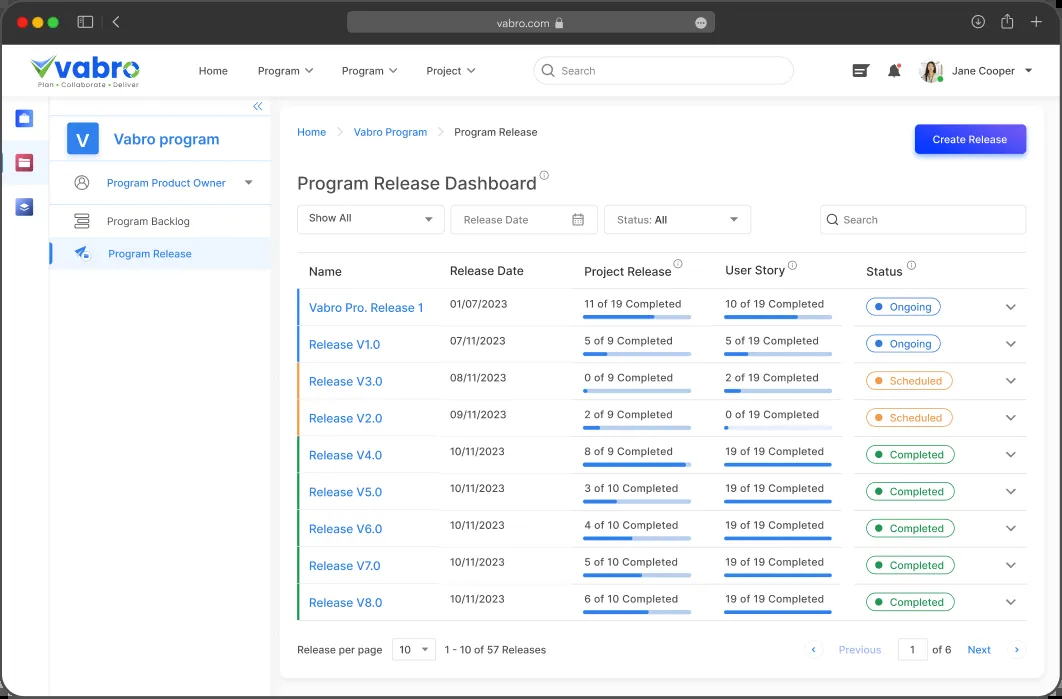 vabro.com
vabro
Plan • Collaborate • Deliver
Home
Program
Program
Project
Search
Jane Cooper
V
Vabro program
Program Product Owner
Program Backlog
Program Release
Home
Vabro Program
Program Release
Create Release
Program Release Dashboard
Show All
Release Date
Status: All
Search
Name Release Date Project Release User Story Status
Vabro Pro. Release 1 01/07/2023 11 of 19 Completed 10 of 19 Completed Ongoing
Release V1.0 07/11/2023 5 of 9 Completed 5 of 19 Completed Ongoing
Release V3.0 08/11/2023 0 of 9 Completed 2 of 19 Completed Scheduled
Release V2.0 09/11/2023 2 of 9 Completed 0 of 19 Completed Scheduled
Release V4.0 10/11/2023 8 of 9 Completed 19 of 19 Completed Completed
Release V5.0 10/11/2023 3 of 10 Completed 19 of 19 Completed Completed
Release V6.0 10/11/2023 4 of 10 Completed 19 of 19 Completed Completed
Release V7.0 10/11/2023 5 of 10 Completed 19 of 19 Completed Completed
Release V8.0 10/11/2023 6 of 10 Completed 19 of 19 Completed Completed
Release per page 10 1 - 10 of 57 Releases Previous 1 of 6 Next